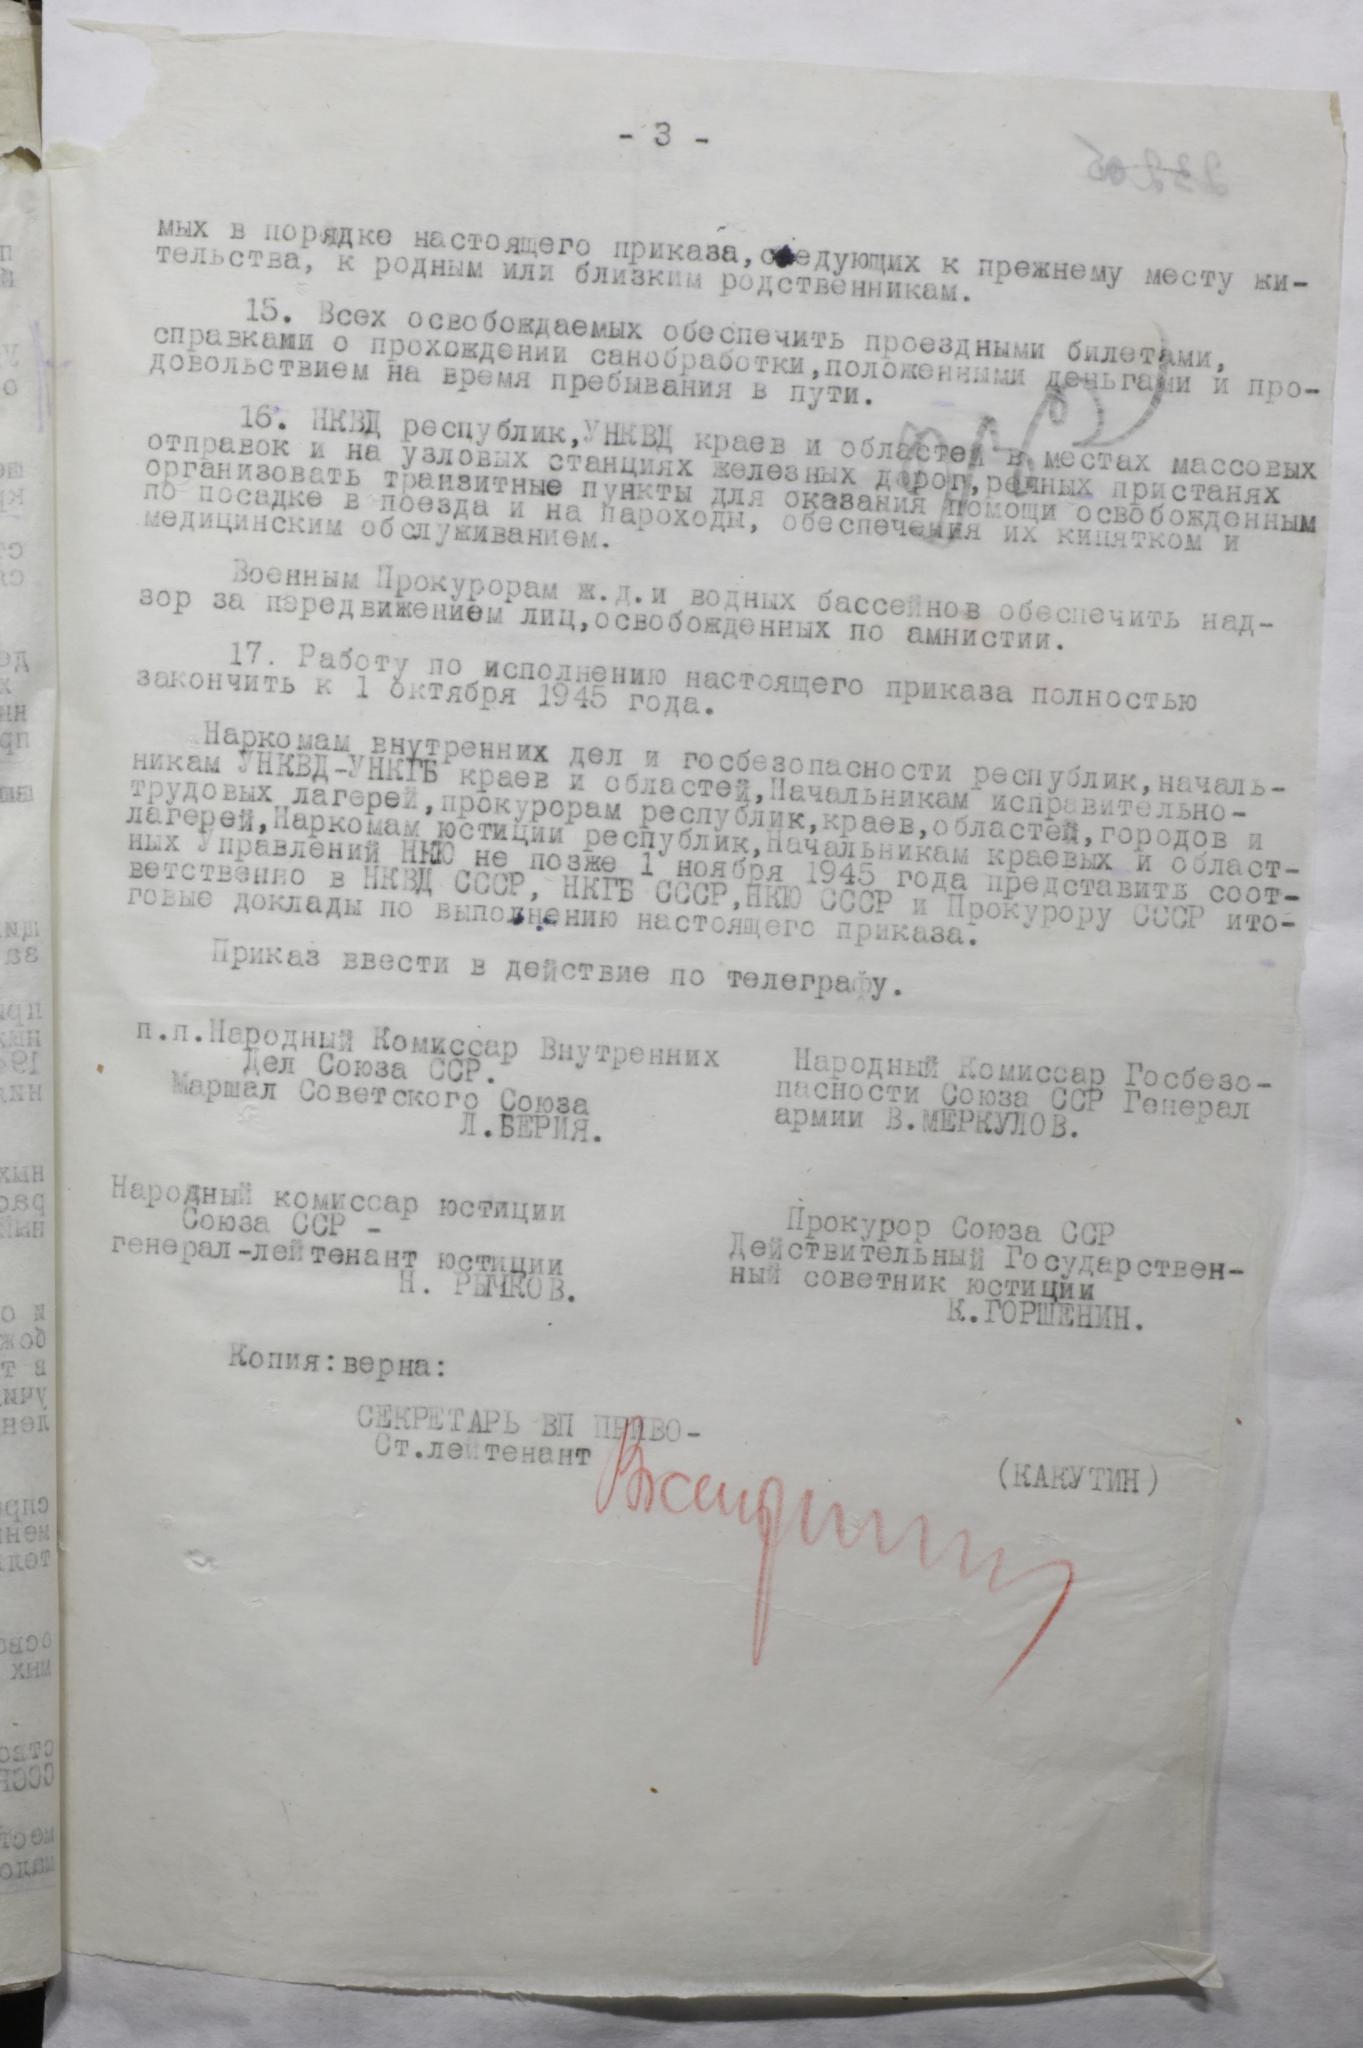 - 3 -
мых в порядке настоящего приказа, следующих к прежнему месту жи-
тельства, к родным или близким родственникам.
15. Всех освобождаемых обеспечить проездными билетами,
справками о прохождении санобработки, положенными деньгами и про-
довольствием на время пребывания в пути.
16. НКВД республик, УНКВД краев и областей в местах массовых
отправок и на узловых станциях железных дорог, речных пристанях
организовать транзитные пункты для оказания помощи освобожденным
по посадке в поезда и на пароходы, обеспечения их кипятком и
медицинским обслуживанием.
Военным Прокурорам ж.д. и водных бассейнов обеспечить над-
зор за передвижением лиц, освобожденных по амнистии.
17. Работу по исполнению настоящего приказа полностью
закончить к 1 октября 1945 года.
Наркомам внутренних дел и госбезопасности республик, началь-
никам УНКВД-УНКГБ краев и областей, Начальникам исправительно-
трудовых лагерей, прокурорам республик, краев, областей, городов и
лагерей, Наркомам юстиции республик, Начальникам краевых и област-
ных Управлений НКЮ не позже 1 ноября 1945 года представить соот-
ветственно в НКВД СССР, НКГБ СССР, НКЮ СССР и Прокурору СССР ито-
говые доклады по выполнению настоящего приказа.
Приказ ввести в действие по телеграфу.
п.п. Народный Комиссар Внутренних
Дел Союза ССР.
Маршал Советского Союза
Л. БЕРИЯ.
Народный Комиссар Госбезо-
пасности Союза ССР Генерал
армии В. МЕРКУЛОВ.
Народный комиссар юстиции
Союза ССР -
генерал-лейтенант юстиции
Н. РЫЧКОВ.
Прокурор Союза ССР
Действительный Государствен-
ный советник юстиции
К. ГОРШЕНИН.
Копия: верна:
СЕКРЕТАРЬ ВП ПРИВО-
Ст. лейтенант
(КАКУТИН)